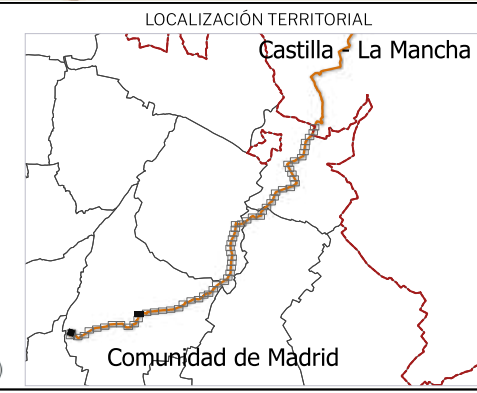 LOCALIZACIÓN TERRITORIAL
Castilla - La Mancha
Comunidad de Madrid